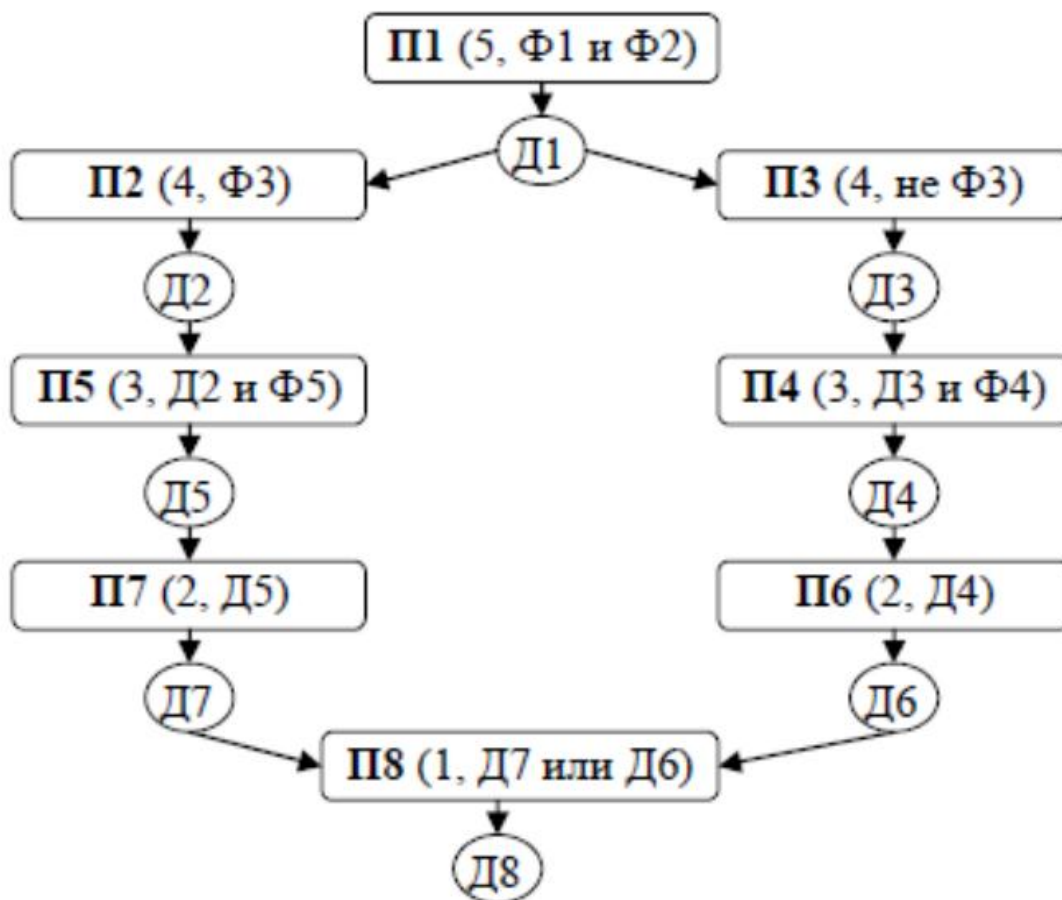 П1 (5, Ф1 и Ф2)
Д1
П2 (4, Ф3)
П3 (4, не Ф3)
Д2
Д3
П5 (3, Д2 и Ф5)
П4 (3, Д3 и Ф4)
Д5
Д4
П7 (2, Д5)
П6 (2, Д4)
Д7
Д6
П8 (1, Д7 или Д6)
Д8